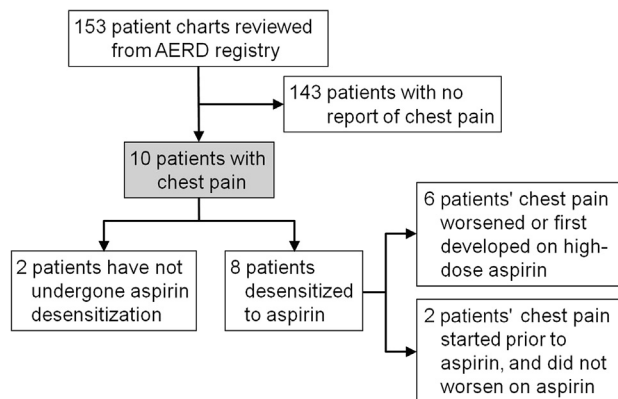 153 patient charts reviewed
from AERD registry
143 patients with no
report of chest pain
10 patients with
chest pain
6 patients' chest pain
worsened or first
developed on high-
dose aspirin
2 patients have not
undergone aspirin
desensitization
8 patients
desensitized
to aspirin
2 patients' chest pain
started prior to
aspirin, and did not
worsen on aspirin